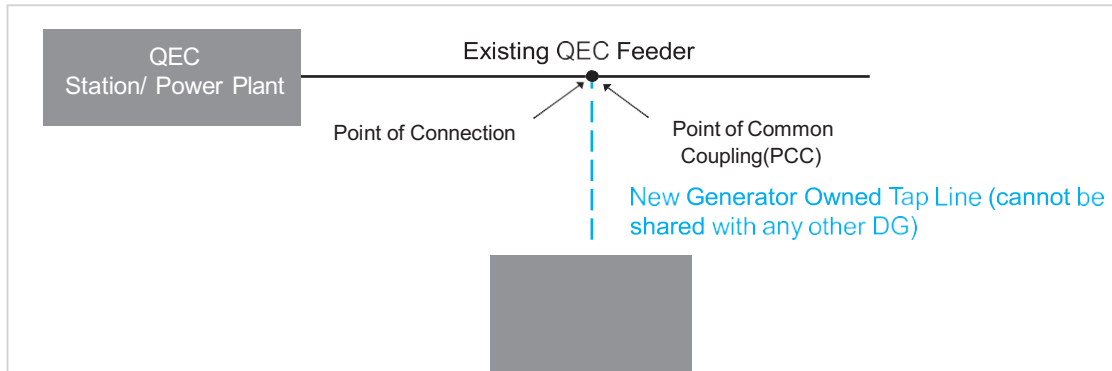 QEC
Station/ Power Plant
Existing QEC Feeder
Point of Connection
Point of Common
Coupling(PCC)
New Generator Owned Tap Line (cannot be
shared with any other DG)